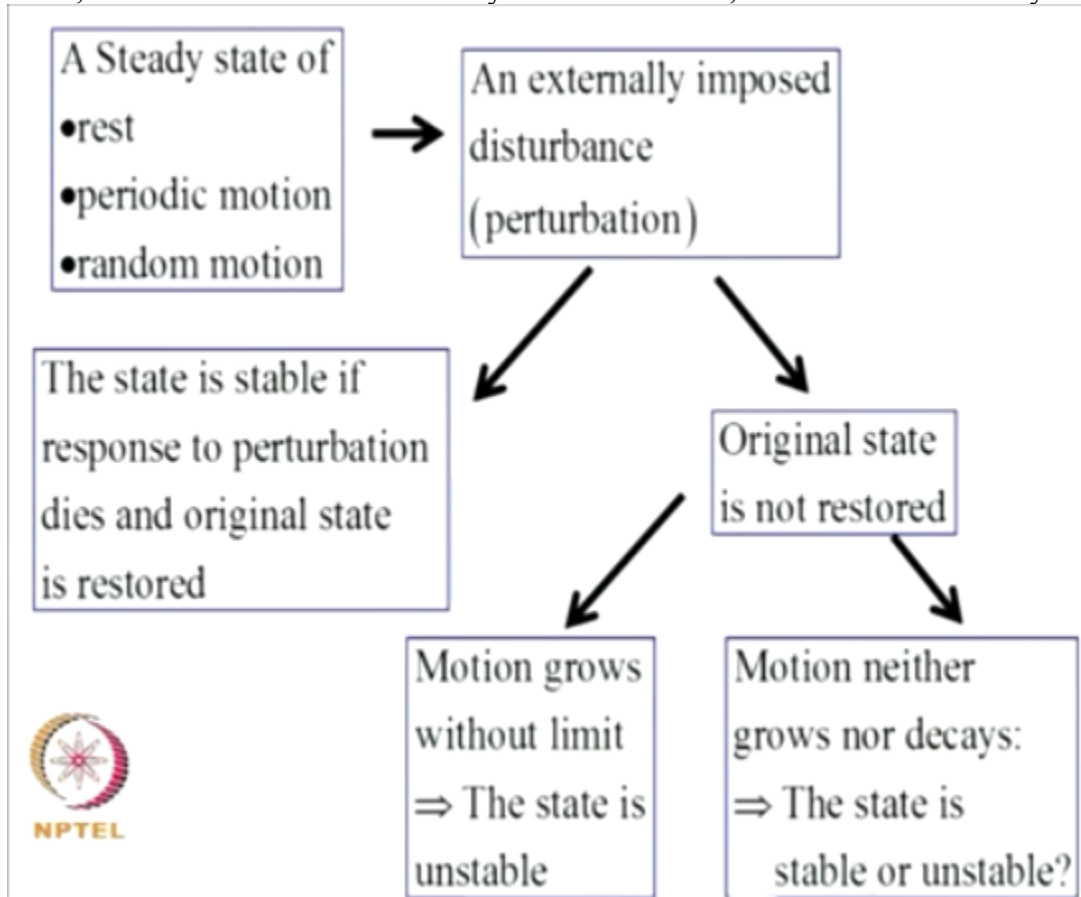 A Steady state of
•rest
•periodic motion
•random motion
An externally imposed
disturbance
(perturbation)
The state is stable if
response to perturbation
dies and original state
is restored
Original state
is not restored
Motion grows
without limit
⇒ The state is
unstable
Motion neither
grows nor decays:
⇒ The state is
stable or unstable?
NPTEL